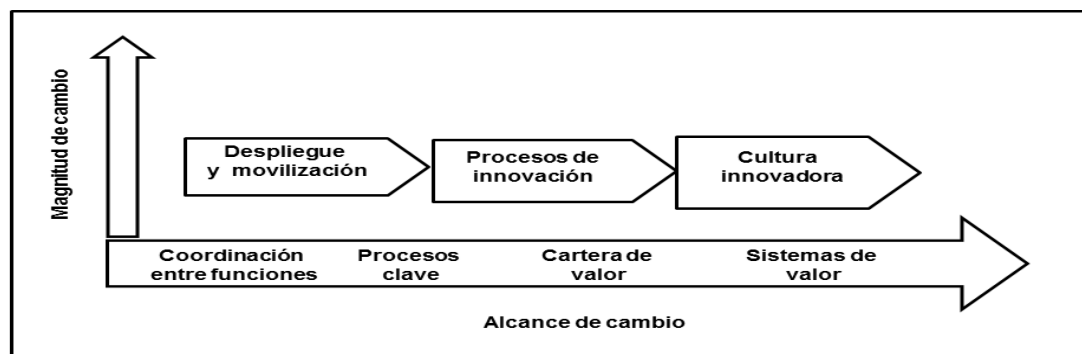 Magnitud de cambio
Despliegue
y movilización
Procesos de
innovación
Cultura
innovadora
Coordinación
entre funciones
Procesos
clave
Cartera de
valor
Sistemas de
valor
Alcance de cambio